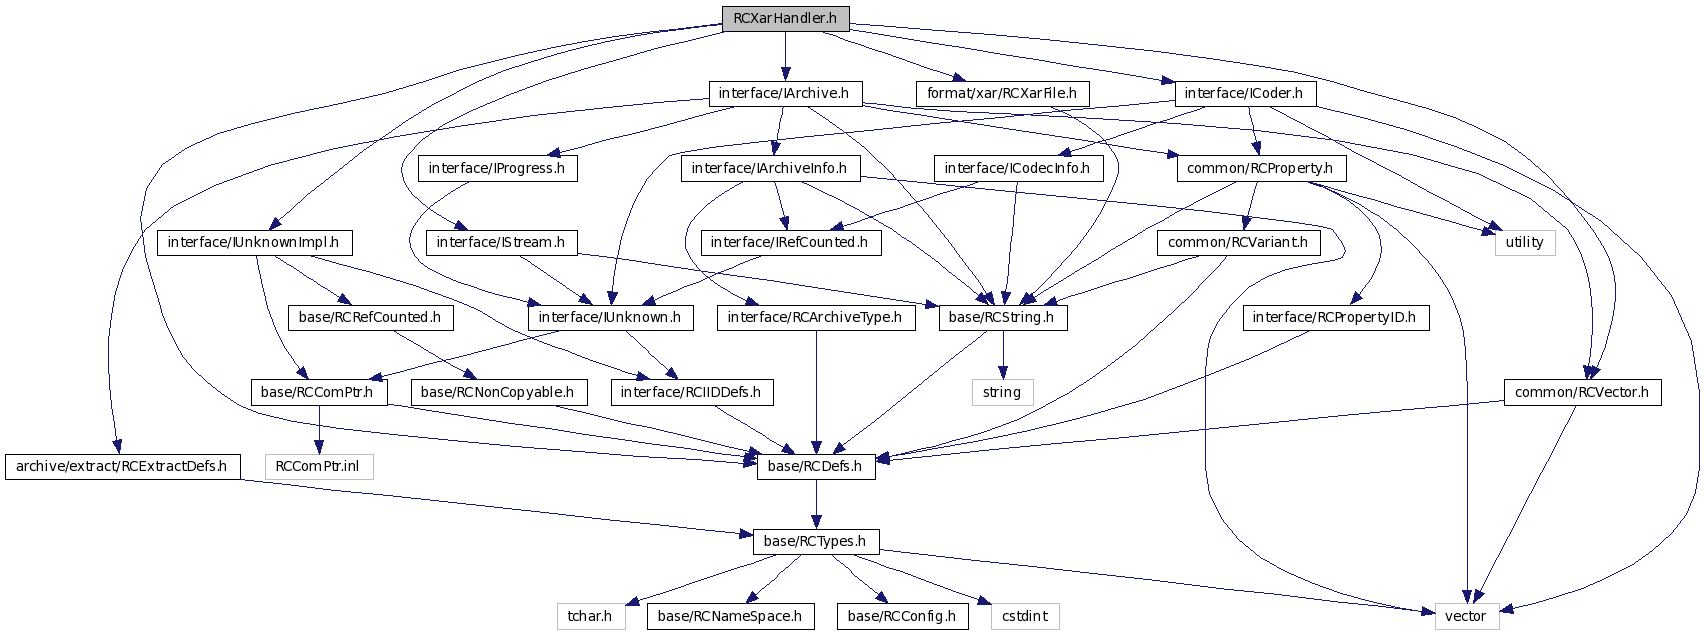 RCXarHandler.h
interface/IArchive.h
format/xar/RCXarFile.h
interface/ICoder.h
interface/IProgress.h
interface/IArchiveInfo.h
interface/ICodecInfo.h
common/RCProperty.h
interface/IUnknownImpl.h
interface/IStream.h
interface/IRefCounted.h
common/RCVariant.h
utility
base/RCRefCounted.h
interface/IUnknown.h
interface/RCArchiveType.h
base/RCString.h
interface/RCPropertyID.h
base/RCComPtr.h
base/RCNonCopyable.h
interface/RCIIDDefs.h
string
common/RCVector.h
archive/extract/RCExtractDefs.h
RCComPtr.inl
base/RCDefs.h
base/RCTypes.h
tchar.h
base/RCNameSpace.h
base/RCConfig.h
cstdint
vector